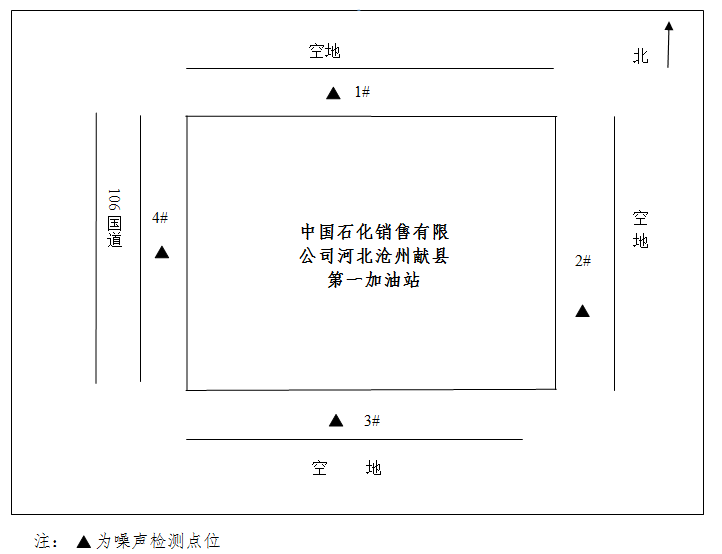 空地
北
1#
106国道
4#
中国石化销售有限
公司河北沧州献县
第一加油站
空地
2#
3#
空 地
注： ▲为噪声检测点位